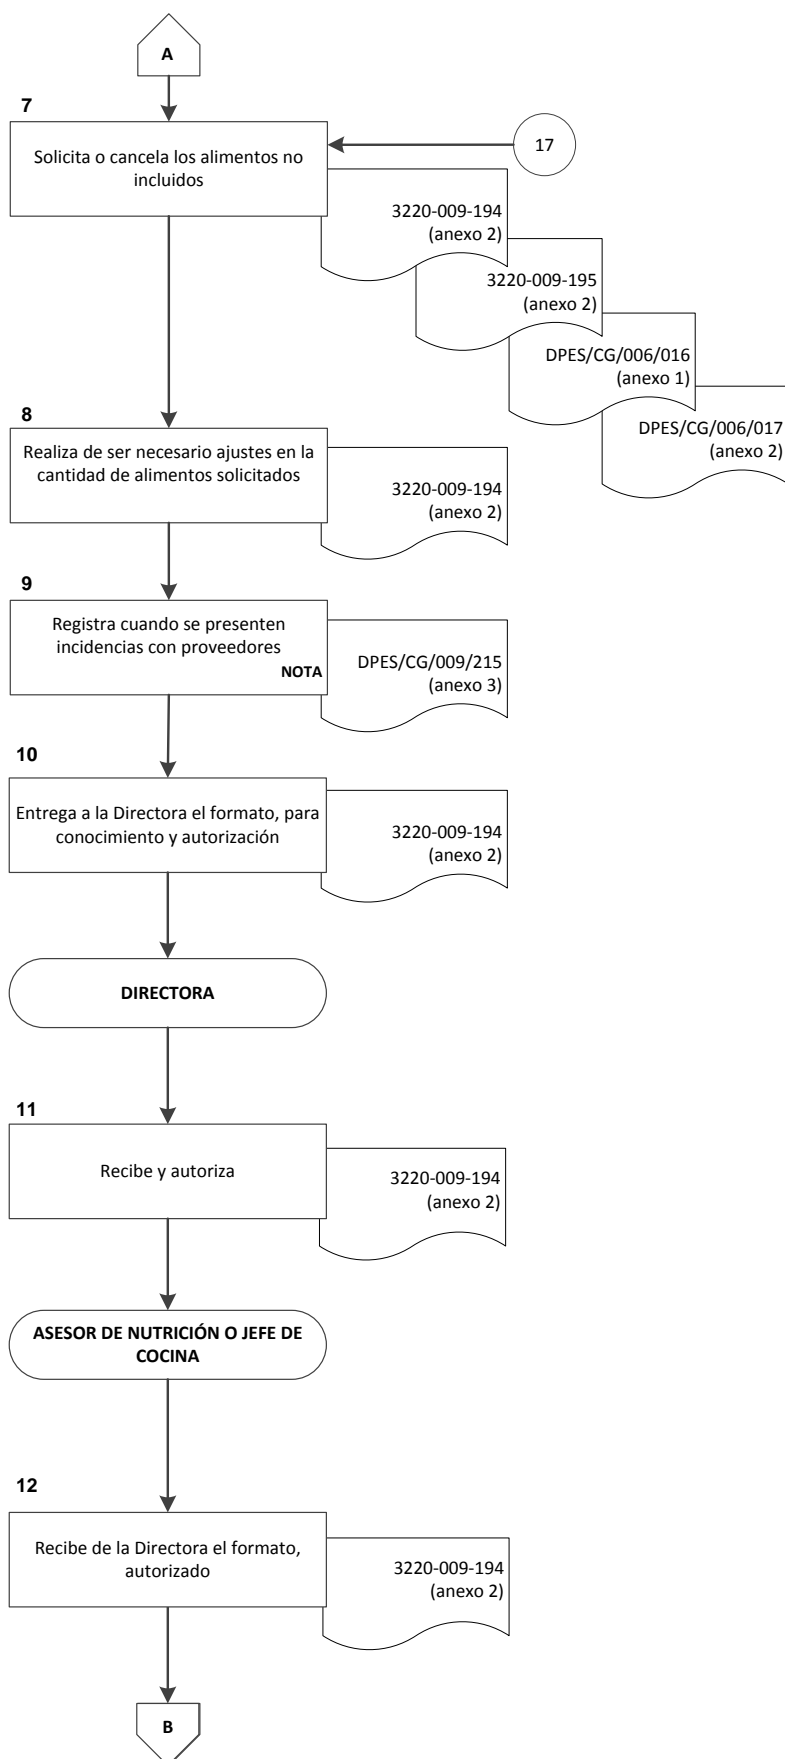 A
7
Solicita o cancela los alimentos no
incluidos
17
3220-009-194
(anexo 2)
3220-009-195
(anexo 2)
DPES/CG/006/016
(anexo 1)
DPES/CG/006/017
(anexo 2)
8
Realiza de ser necesario ajustes en la
cantidad de alimentos solicitados
3220-009-194
(anexo 2)
9
Registra cuando se presenten
incidencias con proveedores
NOTA
DPES/CG/009/215
(anexo 3)
10
Entrega a la Directora el formato, para
conocimiento y autorización
3220-009-194
(anexo 2)
DIRECTORA
11
Recibe y autoriza
3220-009-194
(anexo 2)
ASESOR DE NUTRICIÓN O JEFE DE
COCINA
12
Recibe de la Directora el formato,
autorizado
3220-009-194
(anexo 2)
B